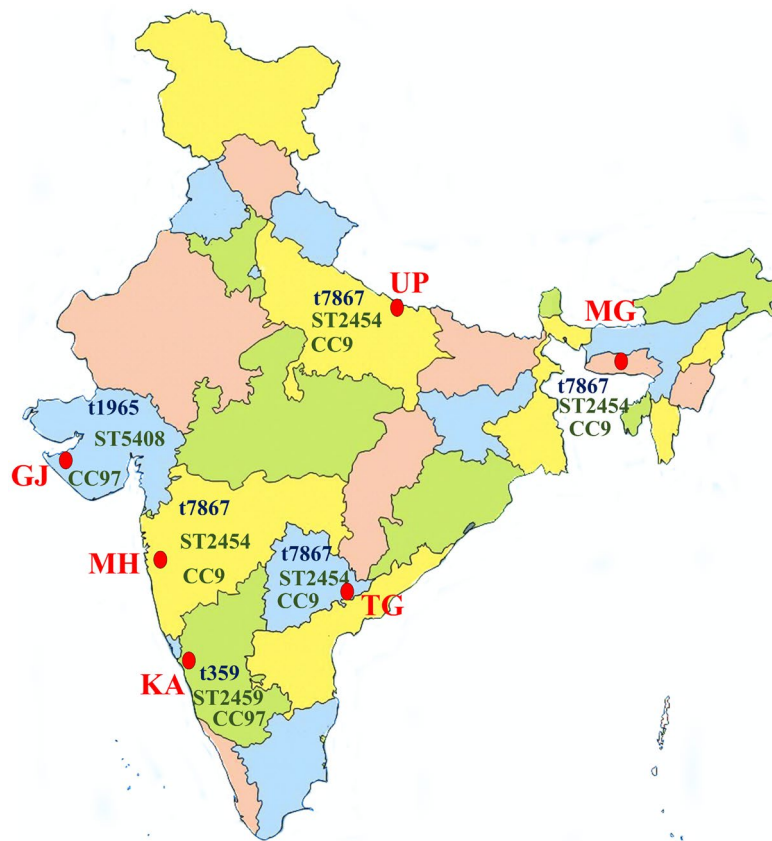 UP
t7867
ST2454
CC9
MG
t7867
ST2454
CC9
t1965
ST5408
CC97
GJ
t7867
ST2454
CC9
MH
t7867
ST2454
CC9
TG
KA
t359
ST2459
CC97